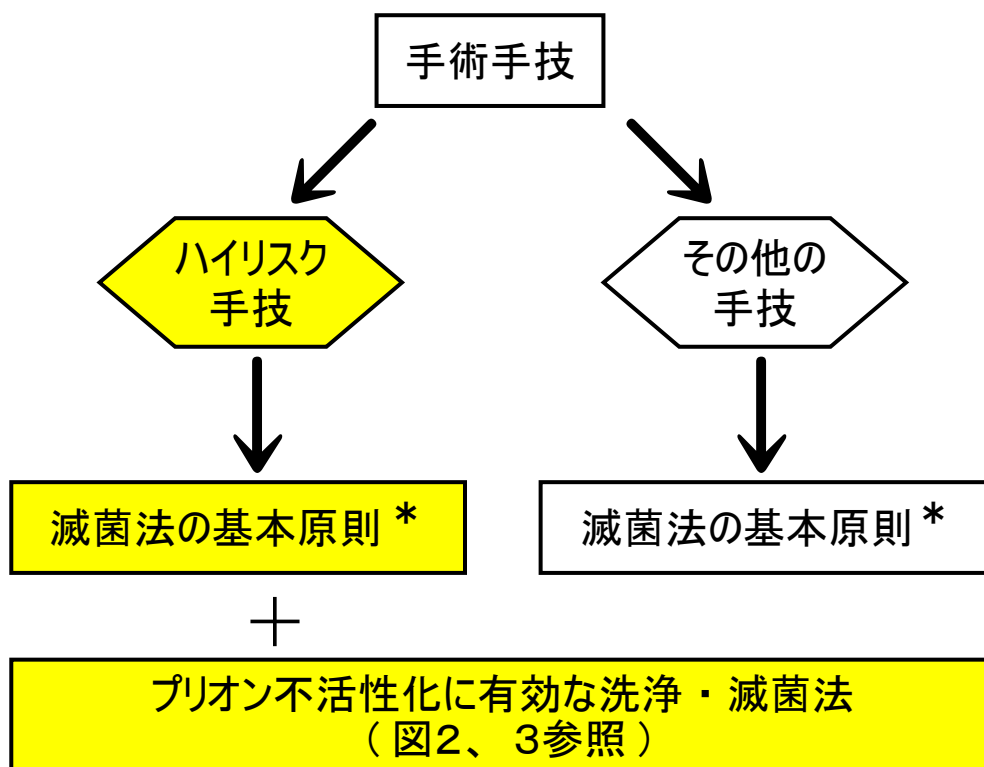 手術手技
ハイリスク
手技
その他の
手技
滅菌法の基本原則*
滅菌法の基本原則*
+
プリオン不活性化に有効な洗浄・滅菌法
(図2、3参照)